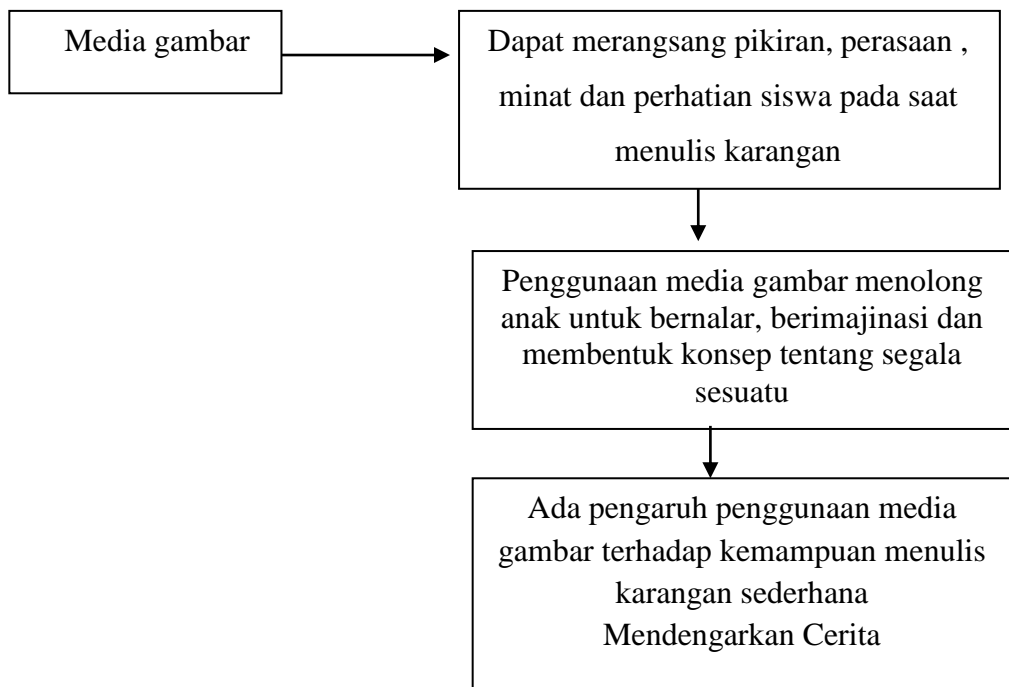 Media gambar
Dapat merangsang pikiran, perasaan ,
minat dan perhatian siswa pada saat
menulis karangan
Penggunaan media gambar menolong
anak untuk bernalar, berimajinasi dan
membentuk konsep tentang segala
sesuatu
Ada pengaruh penggunaan media
gambar terhadap kemampuan menulis
karangan sederhana
Mendengarkan Cerita